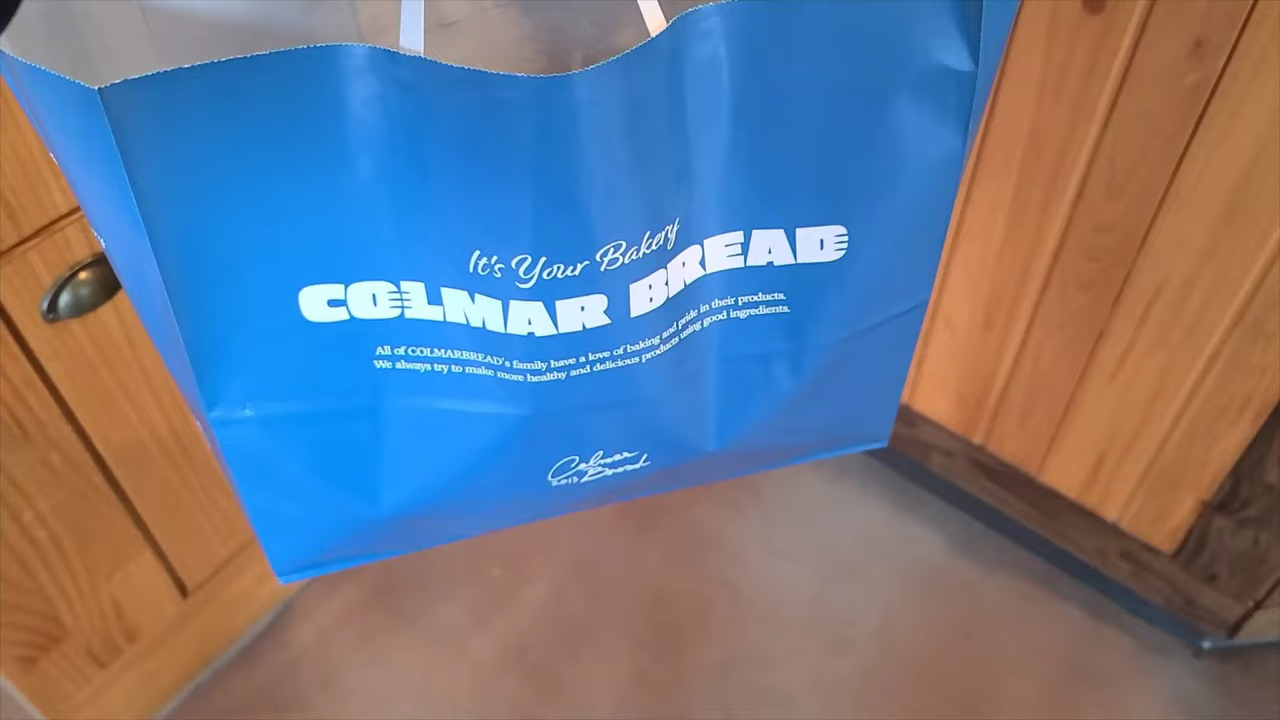 It's Your Bakery
COLMAR BREAD
All of COLMARBREAD's family have a love of baking and pride in their products.
We always try to make more healthy and delicious products using good ingredients.
Colmar
2013 Bread